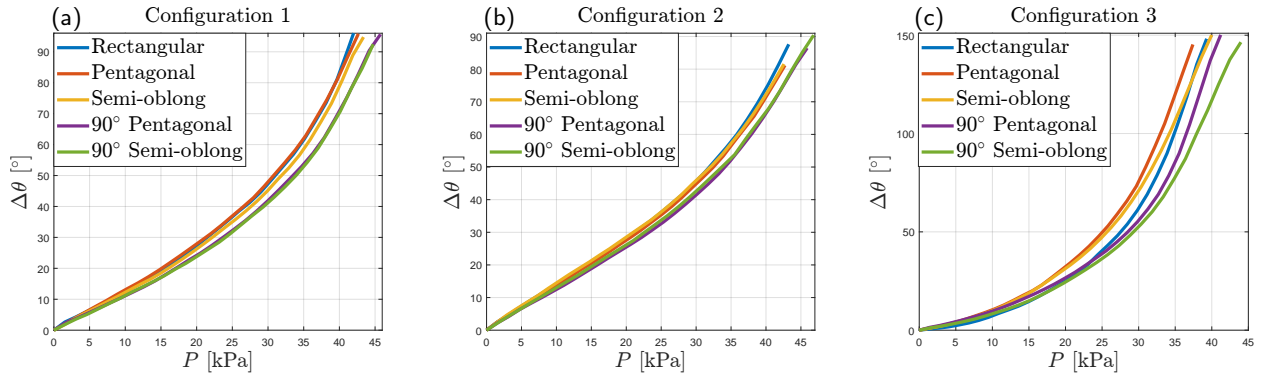 (a) Configuration 1
Rectangular
Pentagonal
Semi-oblong
90° Pentagonal
90° Semi-oblong
90
80
70
60
50
40
30
20
10
0
Δθ [°]
0 5 10 15 20 25 30 35 40 45
P [kPa]
(b) Configuration 2
Rectangular
Pentagonal
Semi-oblong
90° Pentagonal
90° Semi-oblong
90
80
70
60
50
40
30
20
10
0
Δθ [°]
0 5 10 15 20 25 30 35 40 45
P [kPa]
(c) Configuration 3
Rectangular
Pentagonal
Semi-oblong
90° Pentagonal
90° Semi-oblong
150
100
50
0
Δθ [°]
0 5 10 15 20 25 30 35 40 45
P [kPa]